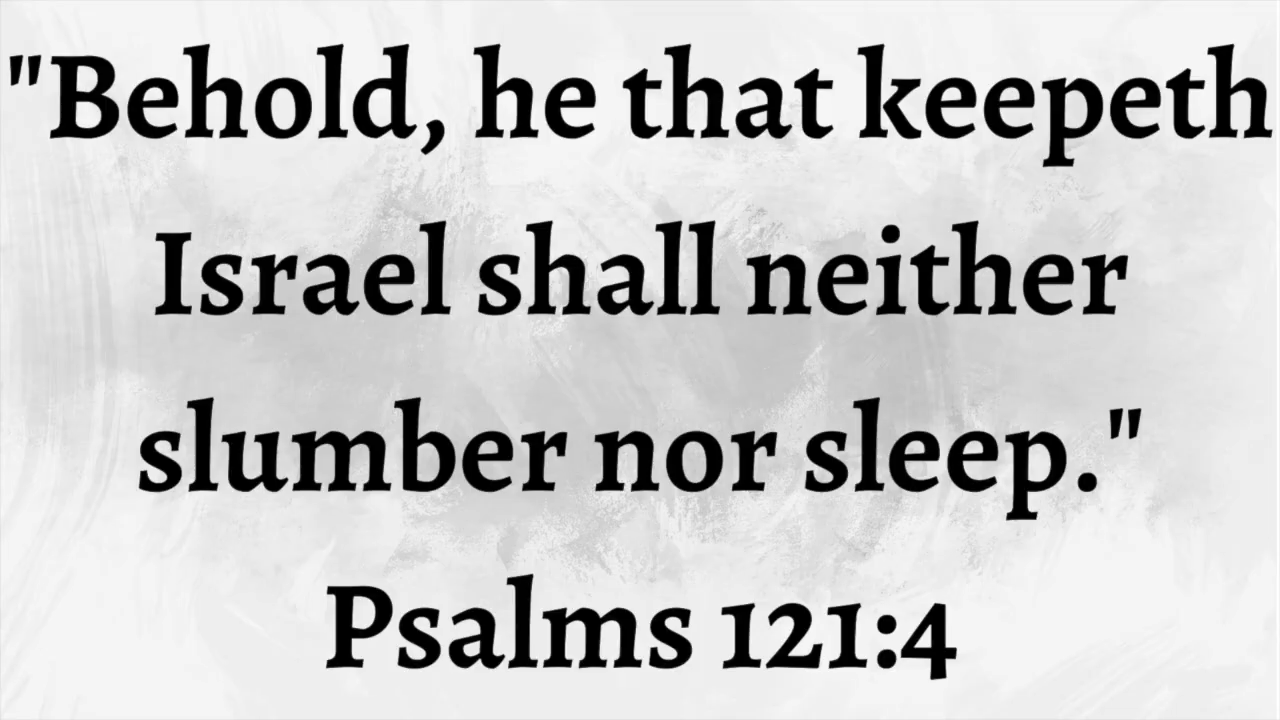 "Behold, he that keepeth
Israel shall neither
slumber nor sleep."
Psalms 121:4